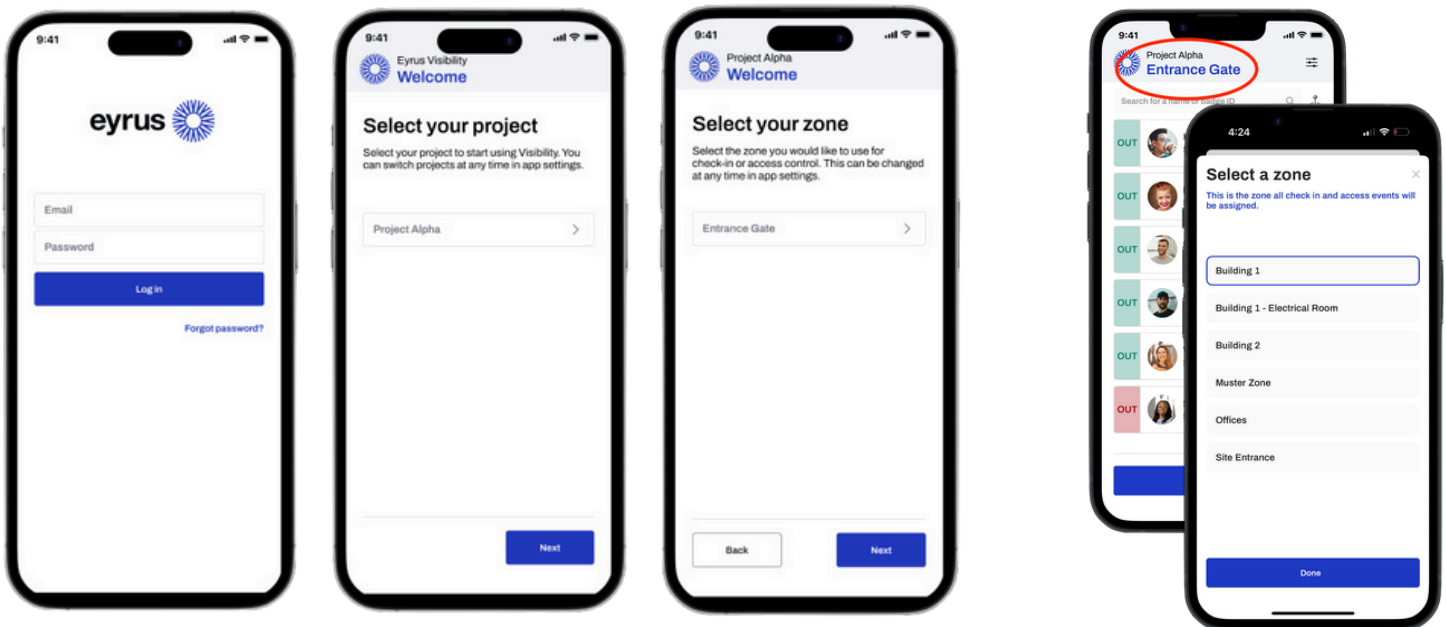 9:41
eyrus
Email
Password
Log in
Forgot password?
9:41
Eyrus Visibility
Welcome
Select your project
Select your project to start using Visibility. You
can switch projects at any time in app settings.
Project Alpha
Next
9:41
Project Alpha
Welcome
Select your zone
Select the zone you would like to use for
check-in or access control. This can be changed
at any time in app settings.
Entrance Gate
Back
Next
9:41
Project Alpha
Entrance Gate
Search for a name or badge ID
OUT
OUT
OUT
OUT
OUT
OUT
4:24
Select a zone
This is the zone all check in and access events will
be assigned.
Building 1
Building 1 - Electrical Room
Building 2
Muster Zone
Offices
Site Entrance
Done